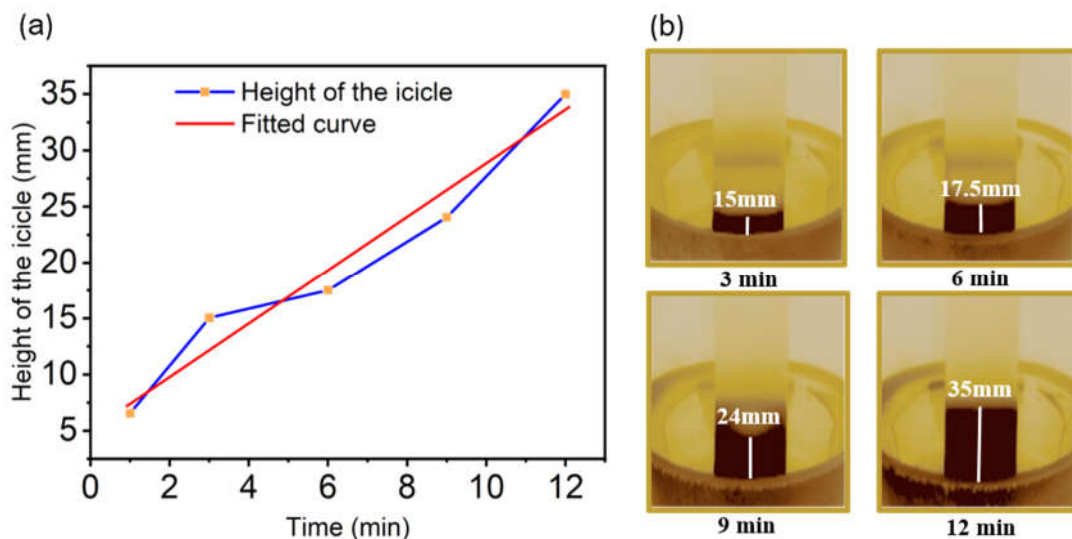 (a)
Height of the icicle (mm)
35
30
25
20
15
10
5
0
2
4
6
8
10
12
Time (min)
Height of the icicle
Fitted curve
(b)
15mm
3 min
17.5mm
6 min
24mm
9 min
35mm
12 min